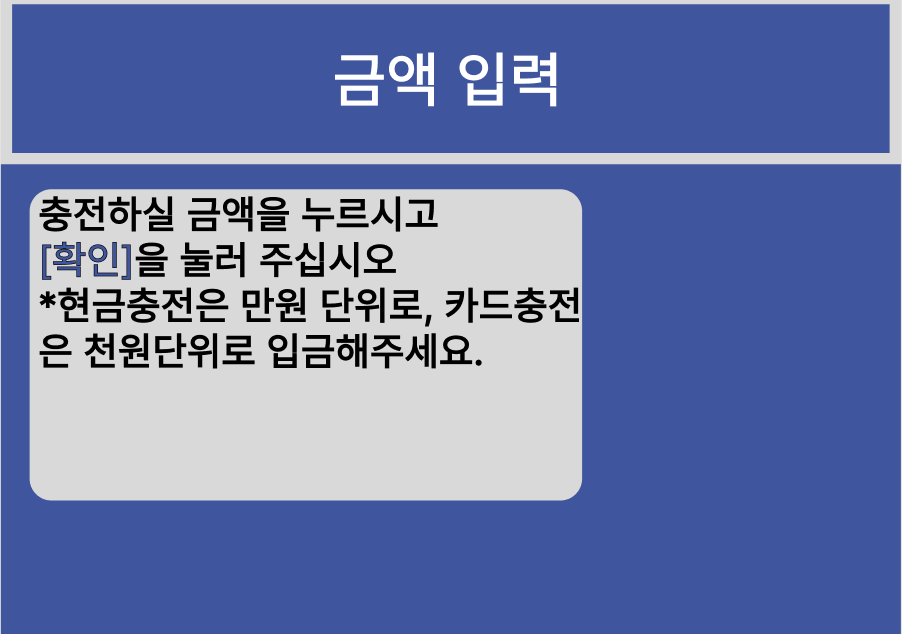 금액 입력
충전하실 금액을 누르시고
[확인]을 눌러 주십시오
*현금충전은 만원 단위로, 카드충전
은 천원단위로 입금해주세요.